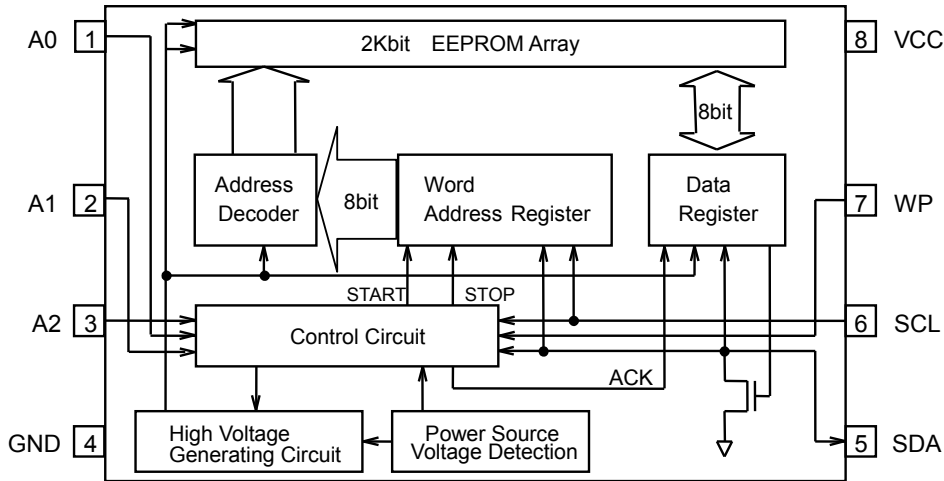 A0 1
2Kbit EEPROM Array
8 VCC
8bit
A1 2
Address
Decoder
8bit
Word
Address Register
Data
Register
7 WP
START
STOP
A2 3
Control Circuit
6 SCL
ACK
GND 4
High Voltage
Generating Circuit
Power Source
Voltage Detection
5 SDA